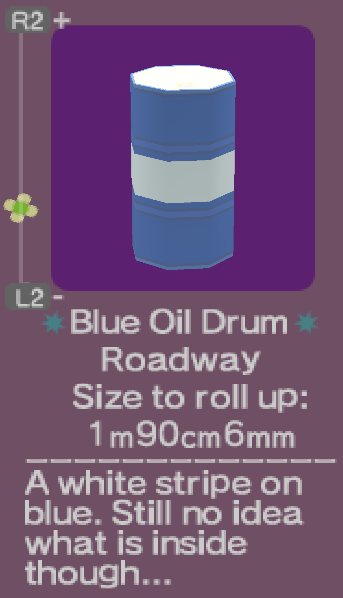 R2 +
L2 -
Blue Oil Drum
Roadway
Size to roll up:
1m90cm6mm
A white stripe on
blue. Still no idea
what is inside
though...